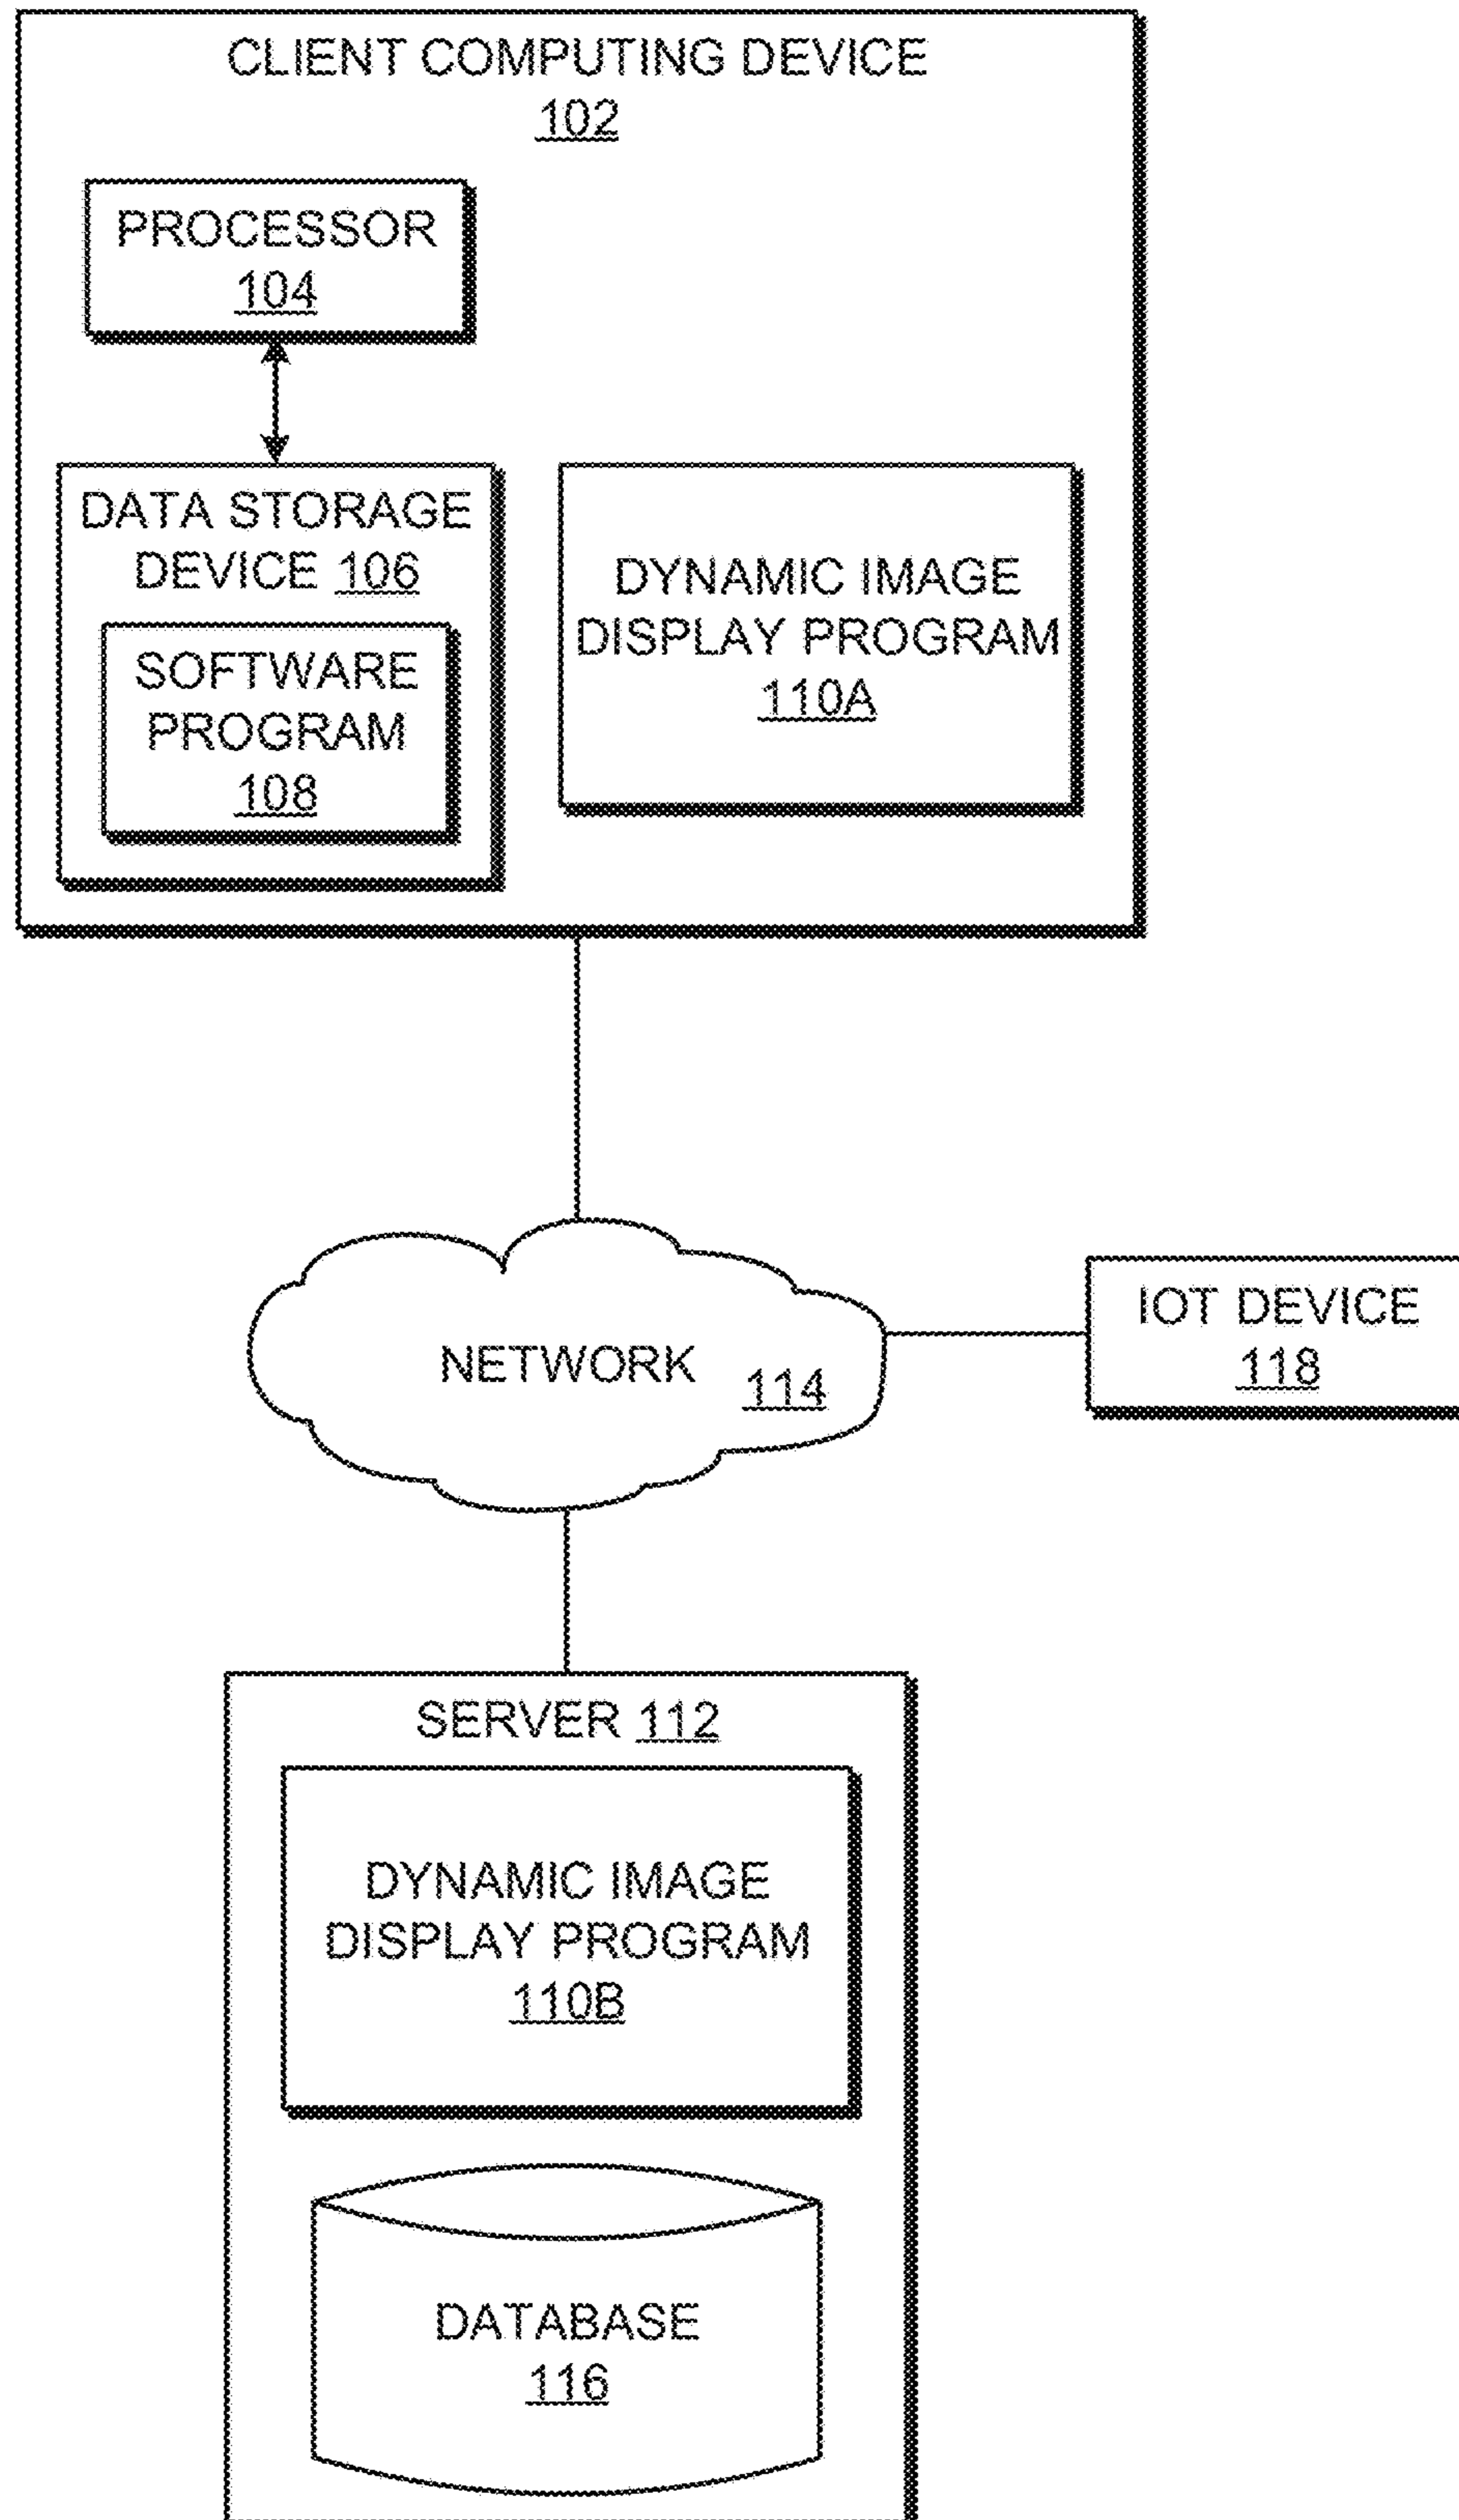 CLIENT COMPUTING DEVICE
102
PROCESSOR
104
DATA STORAGE
DEVICE 106
SOFTWARE
PROGRAM
108
DYNAMIC IMAGE
DISPLAY PROGRAM
110A
NETWORK 114
IOT DEVICE
118
SERVER 112
DYNAMIC IMAGE
DISPLAY PROGRAM
110B
DATABASE
116